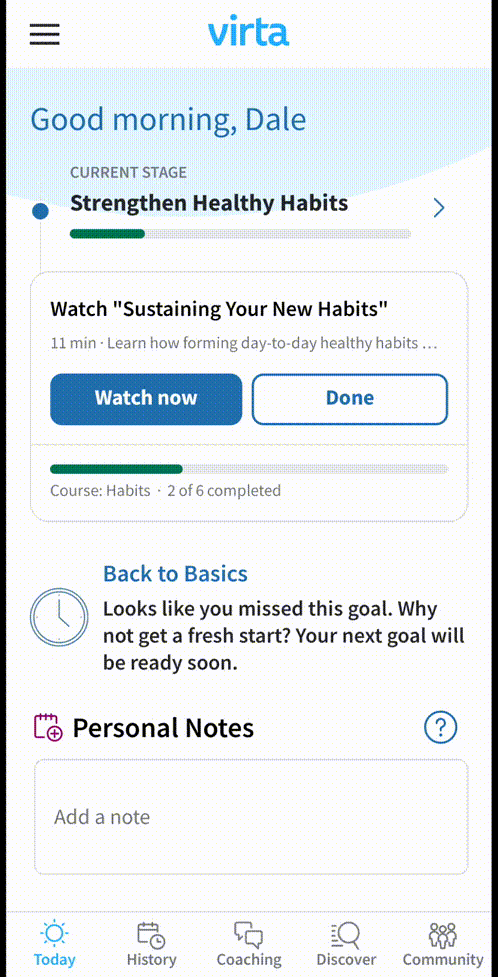 virta
Good morning, Dale
CURRENT STAGE
Strengthen Healthy Habits
Watch "Sustaining Your New Habits"
11 min · Learn how forming day-to-day healthy habits ...
Watch now
Done
Course: Habits · 2 of 6 completed
Back to Basics
Looks like you missed this goal. Why
not get a fresh start? Your next goal will
be ready soon.
Personal Notes
?
Add a note
Today
History
Coaching
Discover
Community